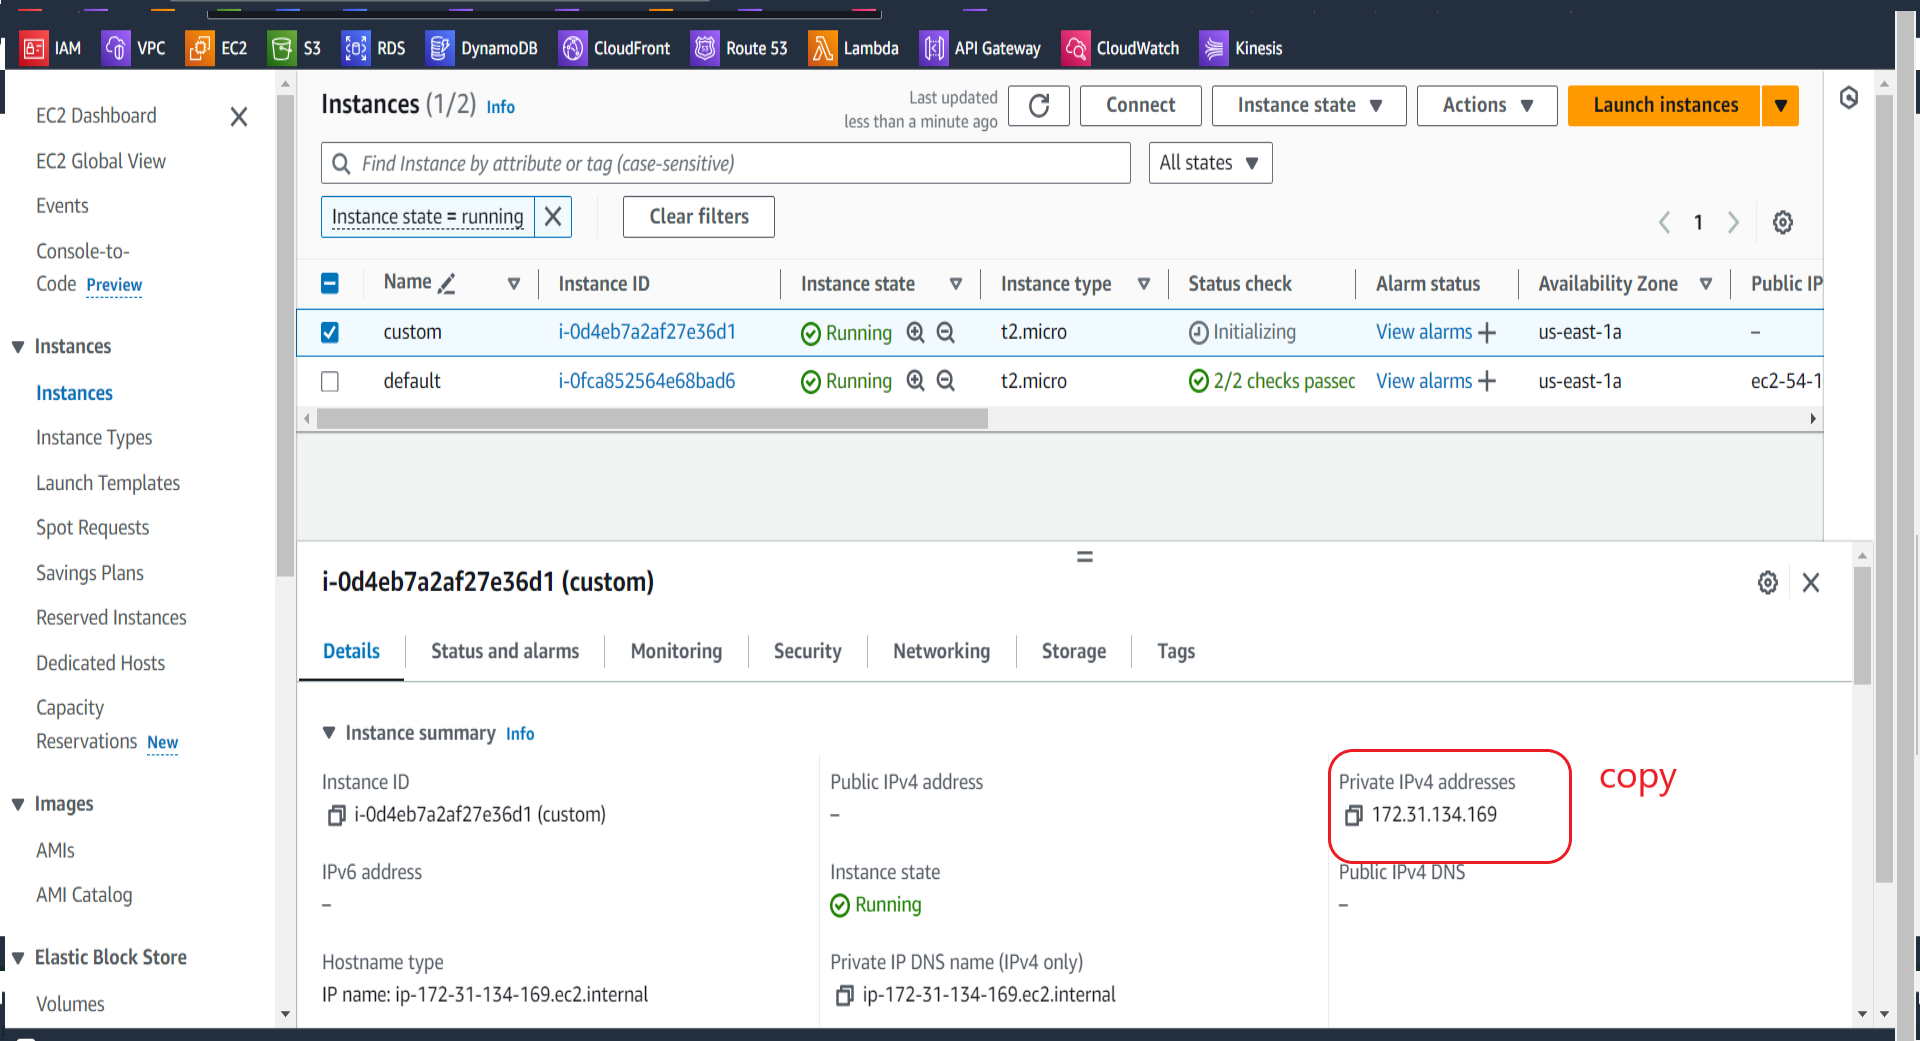 IAM VPC EC2 S3 RDS DynamoDB CloudFront Route 53 Lambda API Gateway CloudWatch Kinesis
EC2 Dashboard
EC2 Global View
Events
Console-to-
Code Preview
Instances
Instances
Instance Types
Launch Templates
Spot Requests
Savings Plans
Reserved Instances
Dedicated Hosts
Capacity
Reservations New
Images
AMIs
AMI Catalog
Elastic Block Store
Volumes
Instances (1/2) Info
Last updated
less than a minute ago
Connect
Instance state
Actions
Launch instances
Find Instance by attribute or tag (case-sensitive)
All states
Instance state = running
Clear filters
1
Name Instance ID Instance state Instance type Status check Alarm status Availability Zone Public IP
custom i-0d4eb7a2af27e36d1 Running t2.micro Initializing View alarms + us-east-1a –
default i-0fca852564e68bad6 Running t2.micro 2/2 checks passec View alarms + us-east-1a ec2-54-1
i-0d4eb7a2af27e36d1 (custom)
Details Status and alarms Monitoring Security Networking Storage Tags
Instance summary Info
Instance ID
i-0d4eb7a2af27e36d1 (custom)
Public IPv4 address
–
Private IPv4 addresses
172.31.134.169
copy
IPv6 address
–
Instance state
Running
Public IPv4 DNS
–
Hostname type
IP name: ip-172-31-134-169.ec2.internal
Private IP DNS name (IPv4 only)
ip-172-31-134-169.ec2.internal